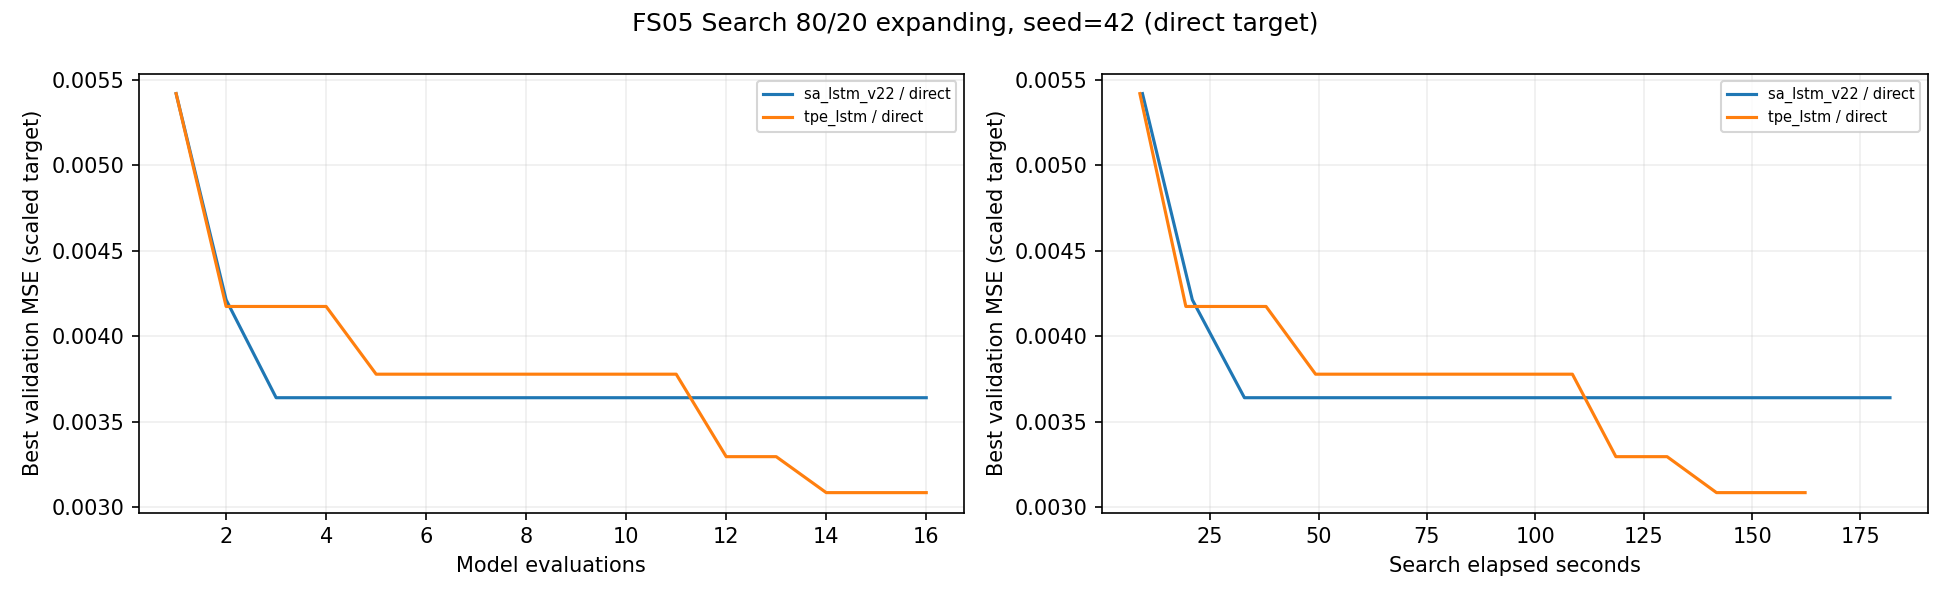 FS05 Search 80/20 expanding, seed=42 (direct target)
Best validation MSE (scaled target)
0.0055
0.0050
0.0045
0.0040
0.0035
0.0030
sa_lstm_v22 / direct
tpe_lstm / direct
2 4 6 8 10 12 14 16
Model evaluations
Best validation MSE (scaled target)
0.0055
0.0050
0.0045
0.0040
0.0035
0.0030
sa_lstm_v22 / direct
tpe_lstm / direct
25 50 75 100 125 150 175
Search elapsed seconds